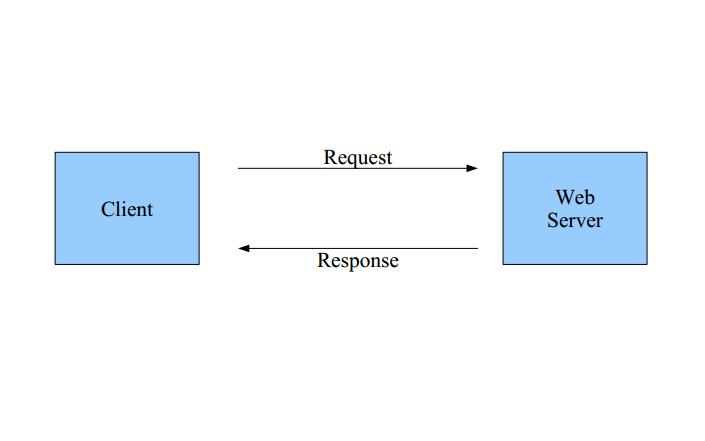 Request
Client
Web
Server
Response